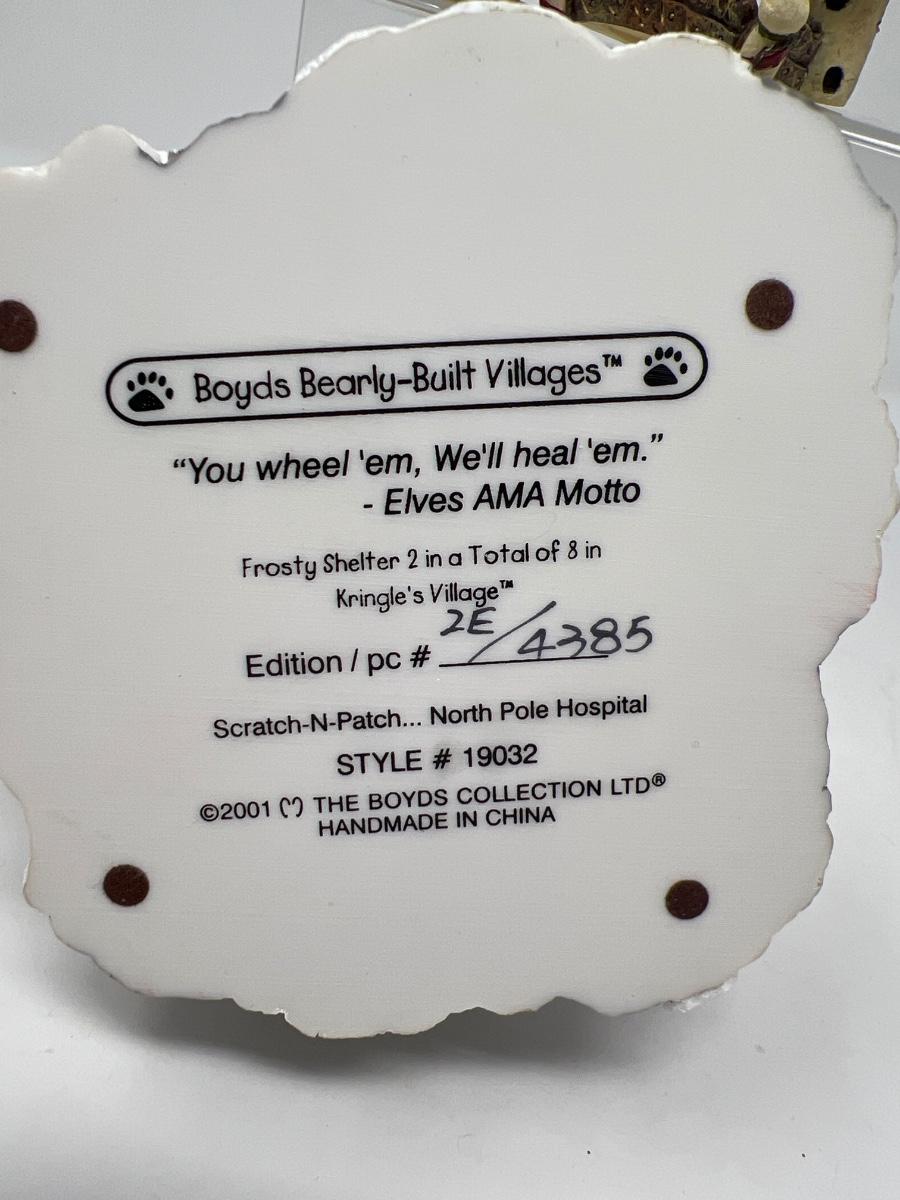 Boyds Bearly-Built Villages™
“You wheel 'em, We'll heal 'em.”
- Elves AMA Motto
Frosty Shelter 2 in a Total of 8 in
Kringle's Village™
Edition / pc # 2E/4385
Scratch-N-Patch... North Pole Hospital
STYLE # 19032
©2001 THE BOYDS COLLECTION LTD®
HANDMADE IN CHINA